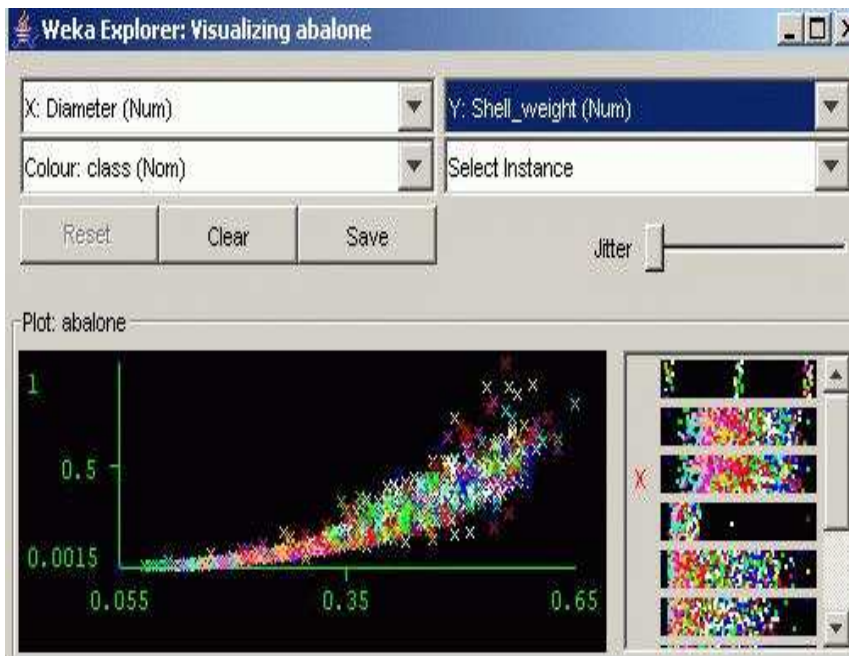 Weka Explorer: Visualizing abalone
X: Diameter (Num)
Y: Shell_weight (Num)
Colour: class (Nom)
Select Instance
Reset
Clear
Save
Jitter
Plot: abalone
1
0.5
0.0015
0.055
0.35
0.65
X